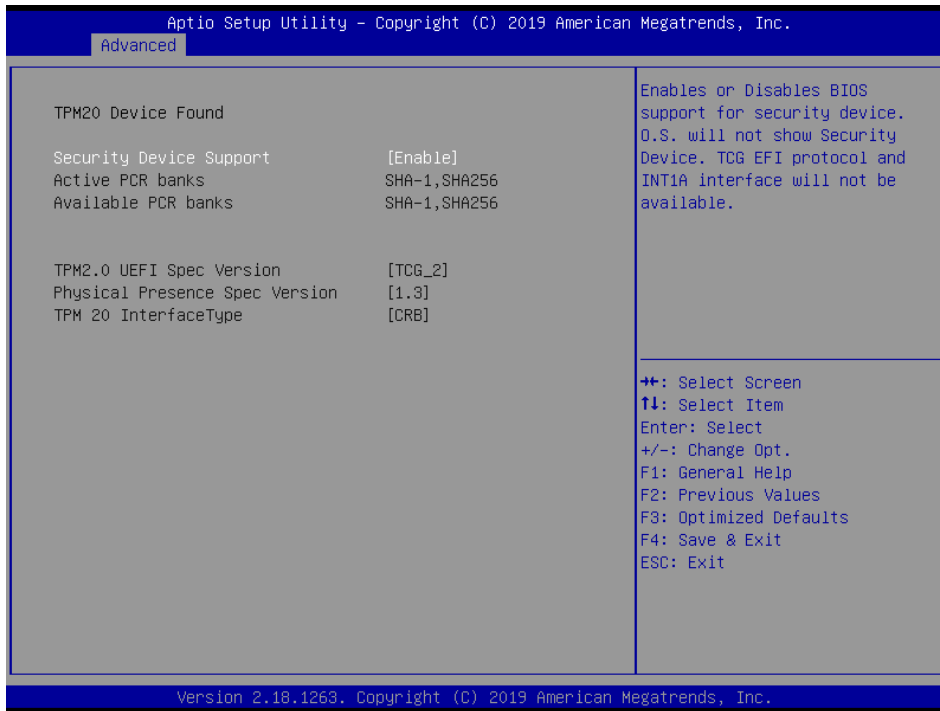 Aptio Setup Utility – Copyright (C) 2019 American Megatrends, Inc.
Advanced
TPM20 Device Found
Security Device Support [Enable]
Active PCR banks SHA-1,SHA256
Available PCR banks SHA-1,SHA256
TPM2.0 UEFI Spec Version [TCG_2]
Physical Presence Spec Version [1.3]
TPM 20 InterfaceType [CRB]
Enables or Disables BIOS
support for security device.
O.S. will not show Security
Device. TCG EFI protocol and
INT1A interface will not be
available.
→←: Select Screen
↑↓: Select Item
Enter: Select
+/-: Change Opt.
F1: General Help
F2: Previous Values
F3: Optimized Defaults
F4: Save & Exit
ESC: Exit
Version 2.18.1263. Copyright (C) 2019 American Megatrends, Inc.